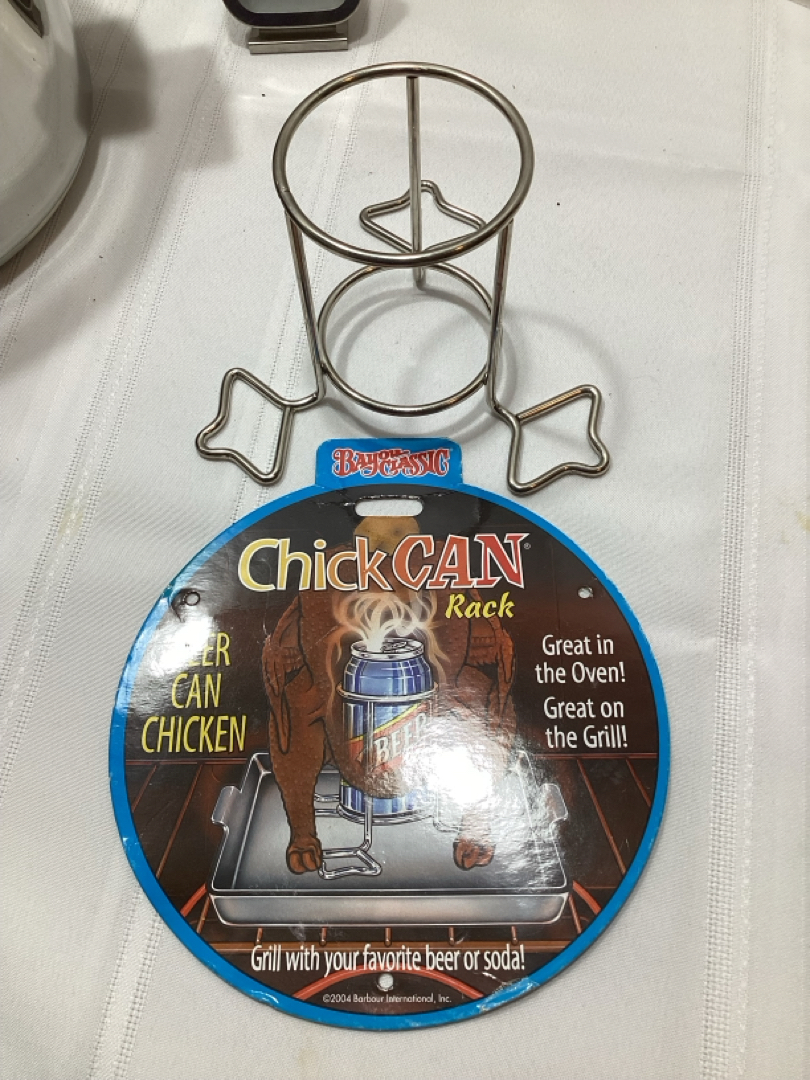 BAYOU CLASSIC
ChickCAN®
Rack
CAN
CHICKEN
Great in
the Oven!
Great on
the Grill!
BEER
Grill with your favorite beer or soda!
©2004 Barbour International, Inc.